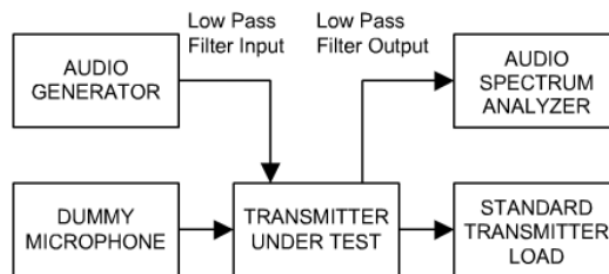 Low Pass
Filter Input
Low Pass
Filter Output
AUDIO
GENERATOR
AUDIO
SPECTRUM
ANALYZER
DUMMY
MICROPHONE
TRANSMITTER
UNDER TEST
STANDARD
TRANSMITTER
LOAD